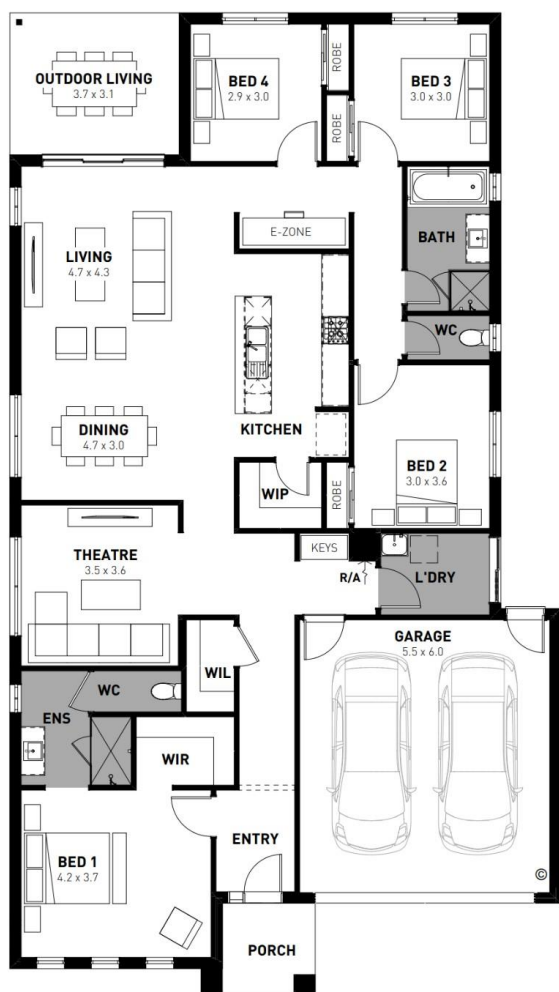 OUTDOOR LIVING
3.7 x 3.1
BED 4
2.9 x 3.0
ROBE
ROBE
BED 3
3.0 x 3.0
LIVING
4.7 x 4.3
E-ZONE
BATH
WC
DINING
4.7 x 3.0
KITCHEN
WIP
ROBE
BED 2
3.0 x 3.6
THEATRE
3.5 x 3.6
KEYS
R/A
L'DRY
WIL
GARAGE
5.5 x 6.0
WC
ENS
WIR
BED 1
4.2 x 3.7
ENTRY
©
PORCH